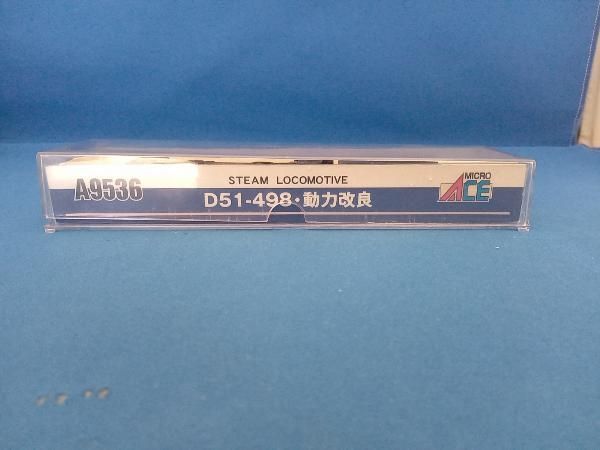 A9536
STEAM LOCOMOTIVE
D51-498・動力改良
MICRO
ACE